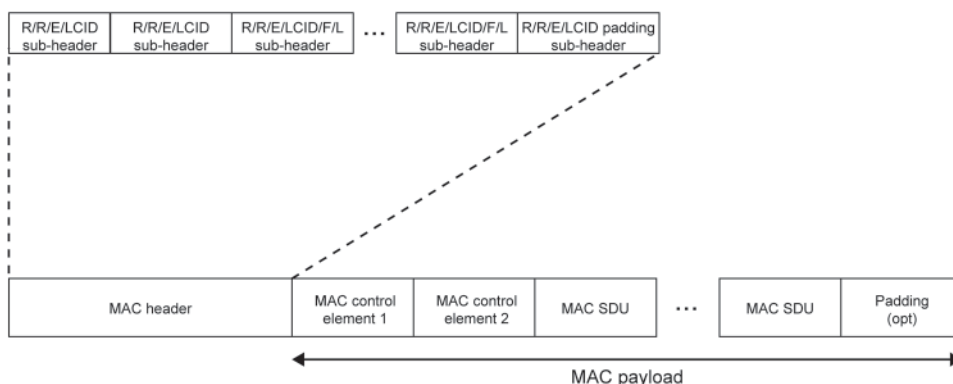 R/R/E/LCID
sub-header
R/R/E/LCID
sub-header
R/R/E/LCID/F/L
sub-header
...
R/R/E/LCID/F/L
sub-header
R/R/E/LCID padding
sub-header
MAC header
MAC control
element 1
MAC control
element 2
MAC SDU
...
MAC SDU
Padding
(opt)
MAC payload